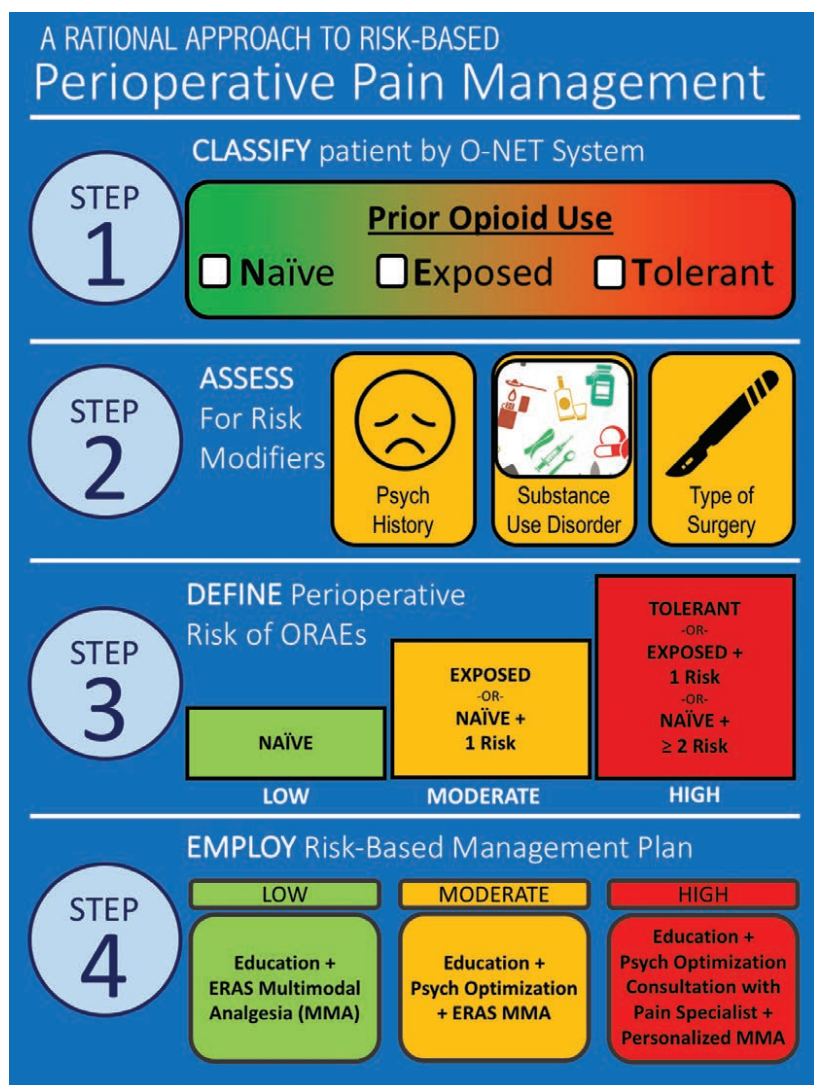 A RATIONAL APPROACH TO RISK-BASED
Perioperative Pain Management
STEP
1
CLASSIFY patient by O-NET System
Prior Opioid Use
Naïve Exposed Tolerant
STEP
2
ASSESS
For Risk
Modifiers
Psych
History
Substance
Use Disorder
Type of
Surgery
STEP
3
DEFINE Perioperative
Risk of ORAEs
NAÏVE
LOW
EXPOSED
-OR-
NAÏVE +
1 Risk
MODERATE
TOLERANT
-OR-
EXPOSED +
1 Risk
-OR-
NAÏVE +
≥ 2 Risk
HIGH
STEP
4
EMPLOY Risk-Based Management Plan
LOW
Education +
ERAS Multimodal
Analgesia (MMA)
MODERATE
Education +
Psych Optimization
+ ERAS MMA
HIGH
Education +
Psych Optimization
Consultation with
Pain Specialist +
Personalized MMA